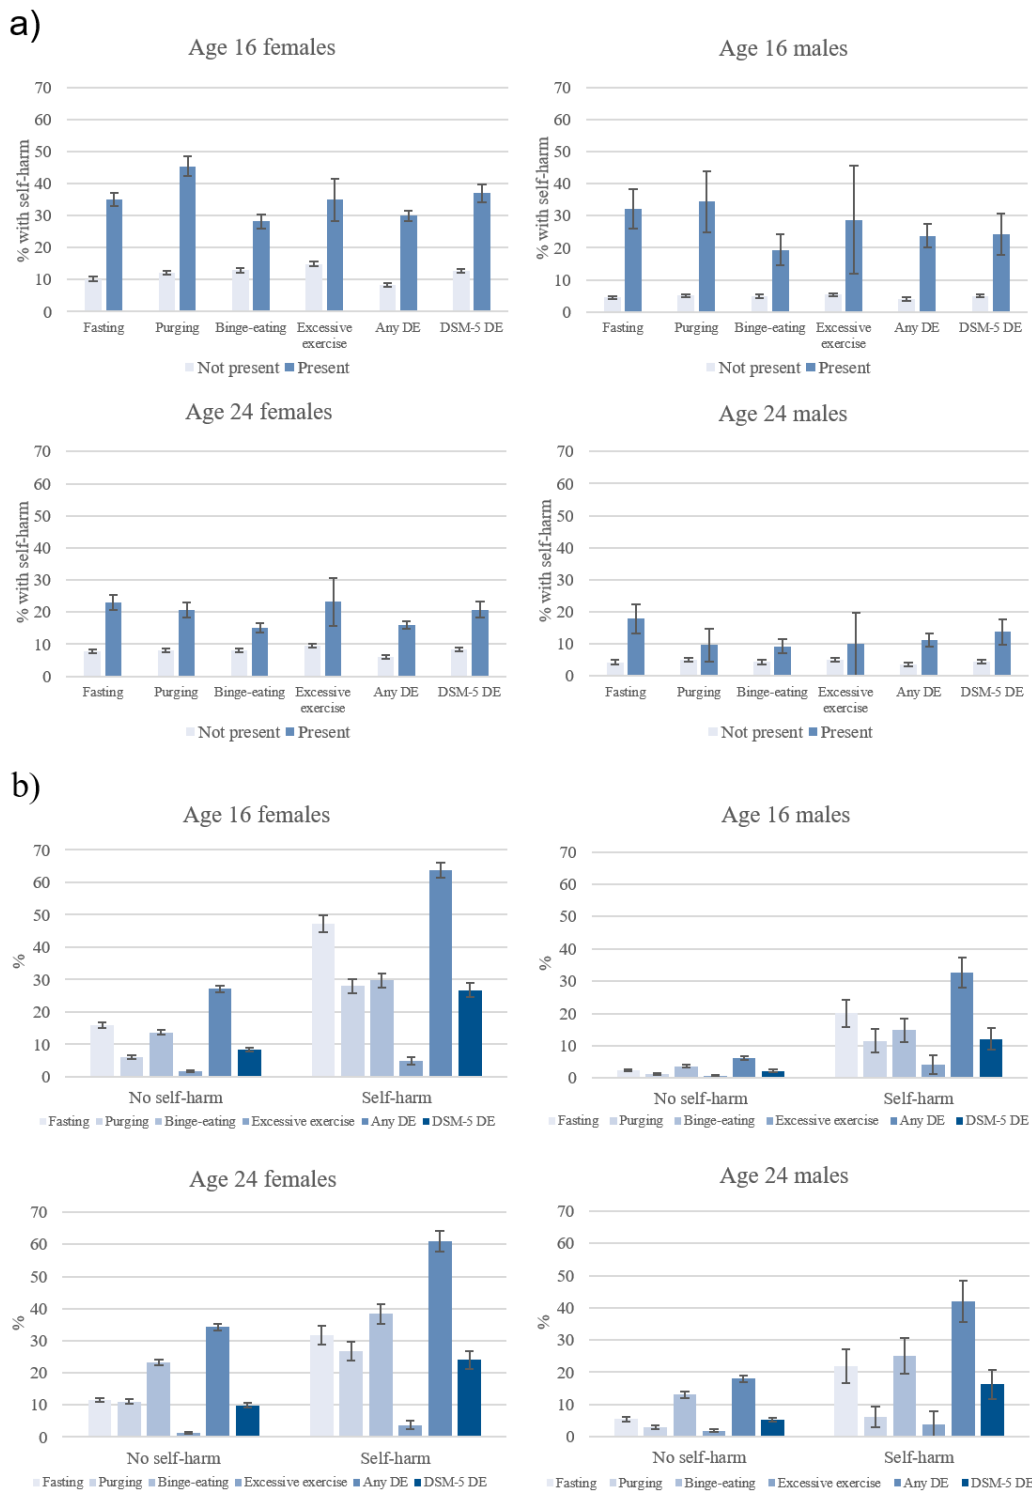 a)
Age 16 females
70
60
50
40
30
20
10
0
% with self-harm
Fasting Purging Binge-eating Excessive exercise Any DE DSM-5 DE
Not present Present
Age 16 males
70
60
50
40
30
20
10
0
% with self-harm
Fasting Purging Binge-eating Excessive exercise Any DE DSM-5 DE
Not present Present
Age 24 females
70
60
50
40
30
20
10
0
% with self-harm
Fasting Purging Binge-eating Excessive exercise Any DE DSM-5 DE
Not present Present
Age 24 males
70
60
50
40
30
20
10
0
% with self-harm
Fasting Purging Binge-eating Excessive exercise Any DE DSM-5 DE
Not present Present
b)
Age 16 females
70
60
50
40
30
20
10
0
%
No self-harm Self-harm
Fasting Purging Binge-eating Excessive exercise Any DE DSM-5 DE
Age 16 males
70
60
50
40
30
20
10
0
%
No self-harm Self-harm
Fasting Purging Binge-eating Excessive exercise Any DE DSM-5 DE
Age 24 females
70
60
50
40
30
20
10
0
%
No self-harm Self-harm
Fasting Purging Binge-eating Excessive exercise Any DE DSM-5 DE
Age 24 males
70
60
50
40
30
20
10
0
%
No self-harm Self-harm
Fasting Purging Binge-eating Excessive exercise Any DE DSM-5 DE